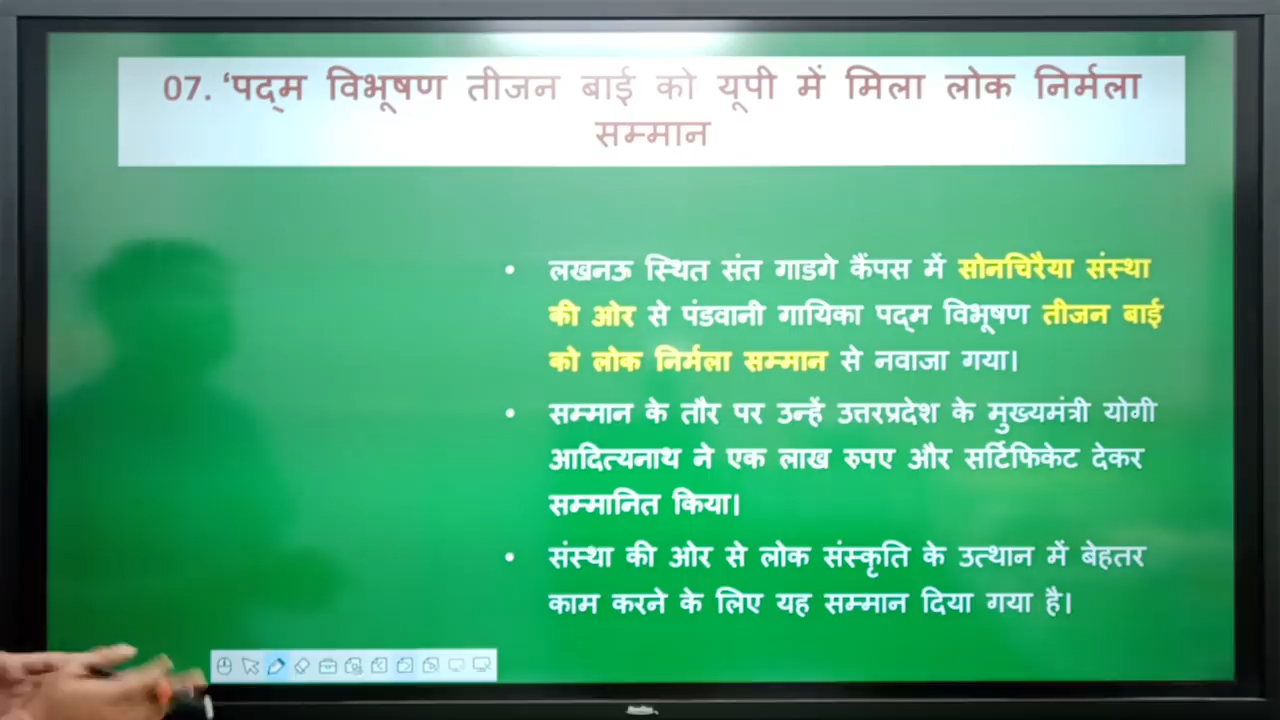 07. ‘पद्म विभूषण तीजन बाई को यूपी में मिला लोक निर्मला
सम्मान
• लखनऊ स्थित संत गाडगे कैंपस में सोनचिरैया संस्था
की ओर से पंडवानी गायिका पद्म विभूषण तीजन बाई
को लोक निर्मला सम्मान से नवाजा गया।
• सम्मान के तौर पर उन्हें उत्तरप्रदेश के मुख्यमंत्री योगी
आदित्यनाथ ने एक लाख रुपए और सर्टिफिकेट देकर
सम्मानित किया।
• संस्था की ओर से लोक संस्कृति के उत्थान में बेहतर
काम करने के लिए यह सम्मान दिया गया है।